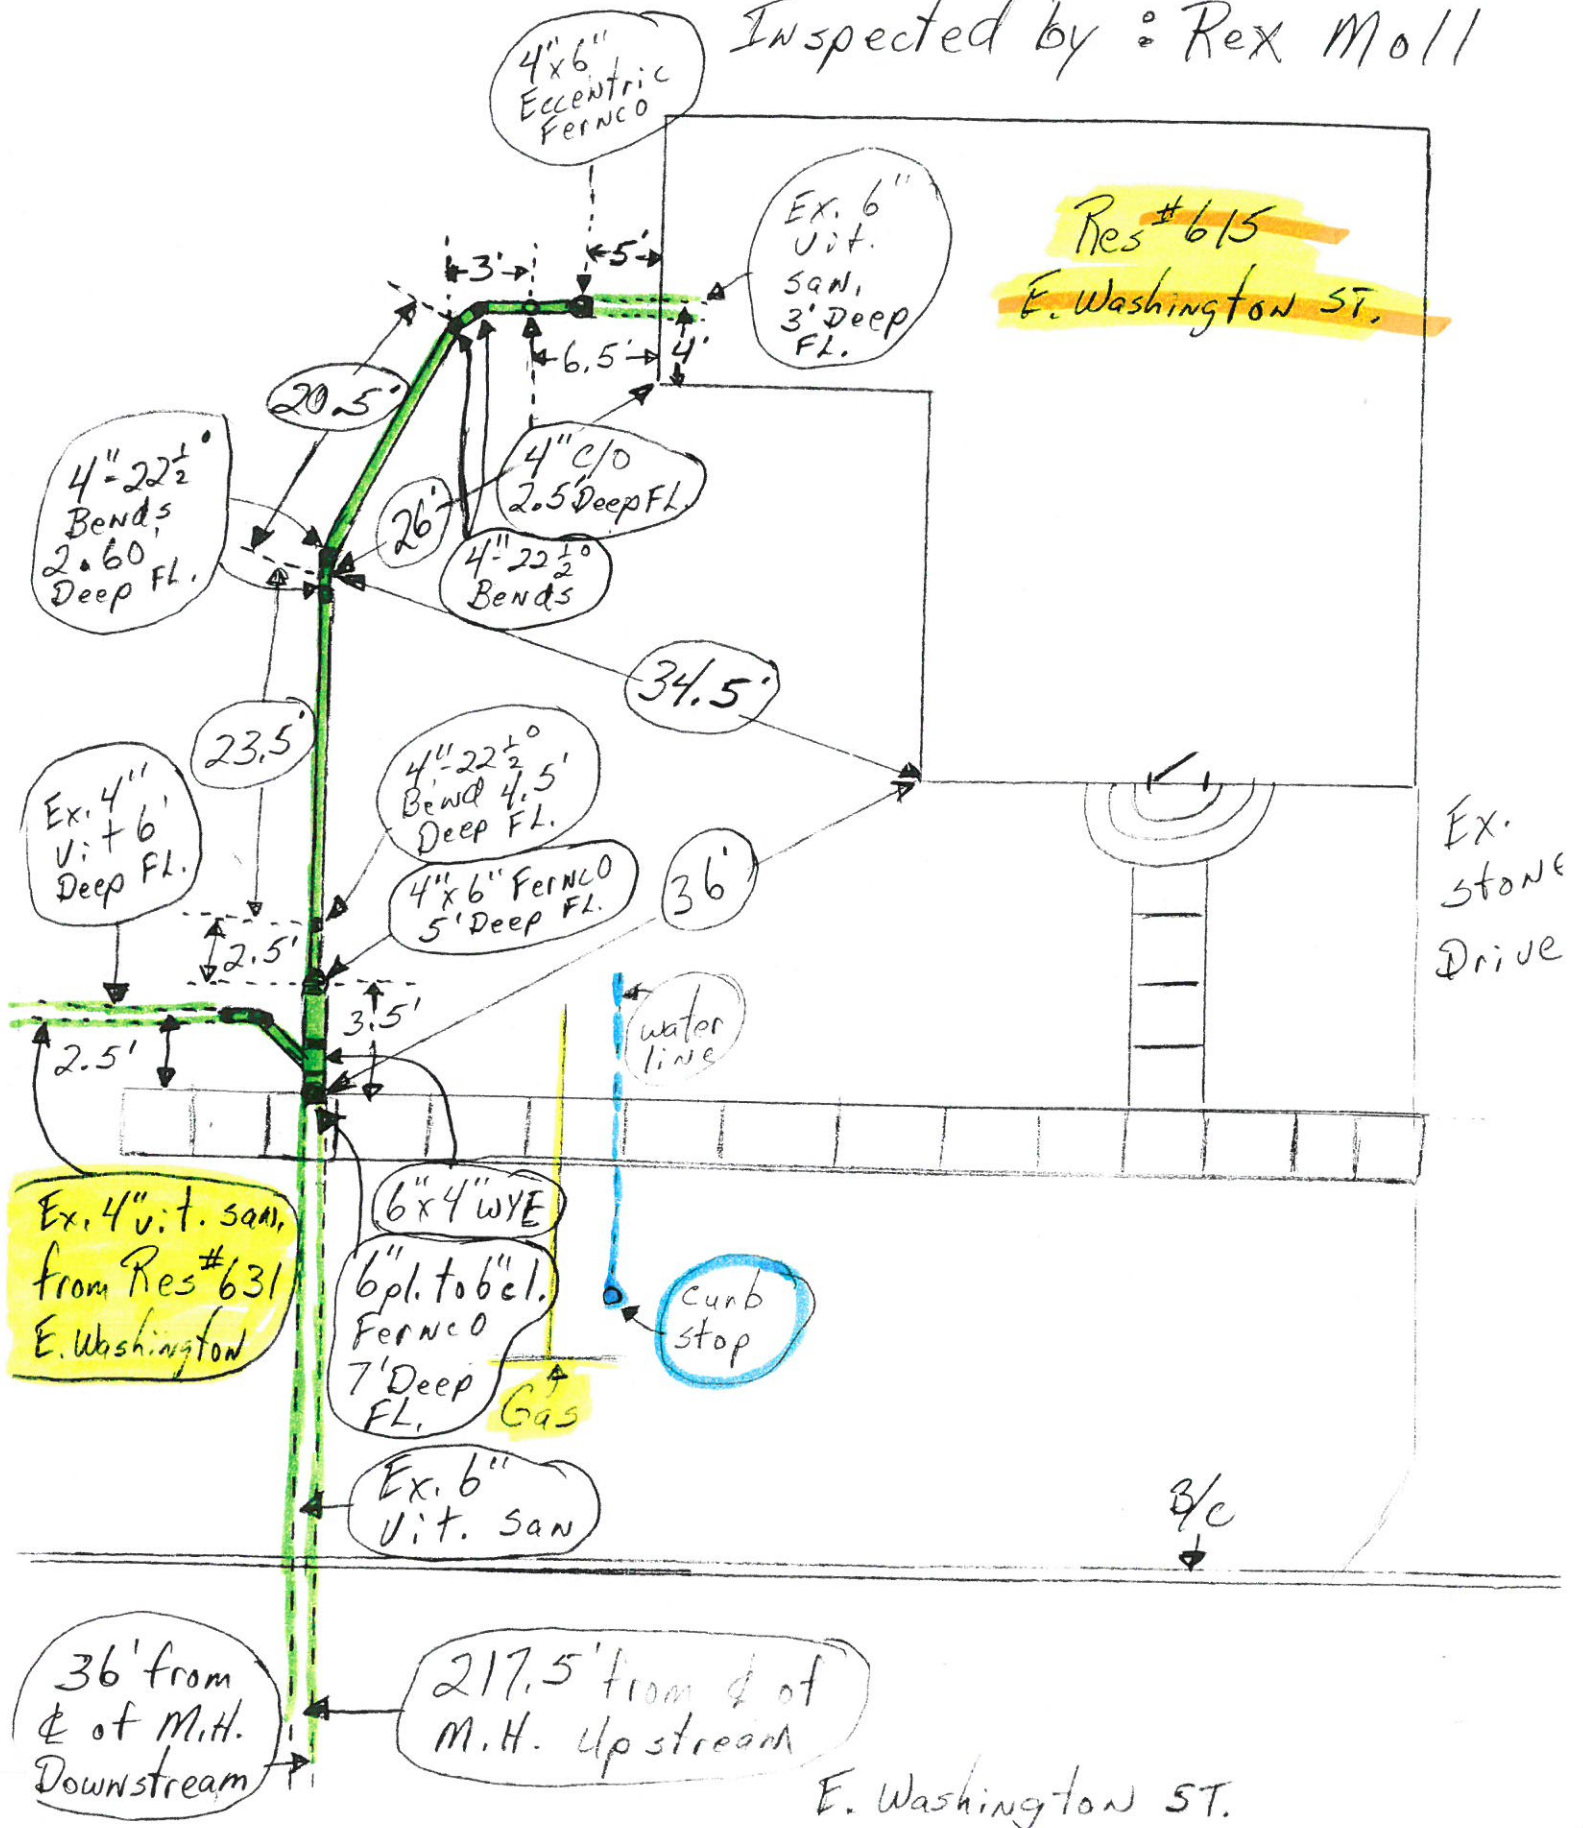 Inspected by : Rex Moll
4"x6"
Eccentric
Fernco
Res #615
E. Washington ST.
Ex. 6"
Vit.
san.
3' Deep
FL.
5'
3'
6.5'
4'
20.5'
4" C/O
2.5' Deep FL.
26'
4"-22 1/2°
Bends
2.60'
Deep FL.
4"-22 1/2°
Bends
34.5'
23.5'
4"-22 1/2°
Bend 4.5'
Deep FL.
Ex. 4"
Vit 6'
Deep FL.
4"x6" Fernco
5' Deep FL.
36'
Ex.
stone
Drive
2.5'
3.5'
2.5'
water
line
Ex. 4" vit. san.
from Res #631
E. Washington
6"x4" WYE
6" pl. to 6" cl.
Fernco
7' Deep
FL.
curb
stop
Gas
Ex. 6"
Vit. san
B/C
36' from
℄ of M.H.
Downstream
217.5' from ℄ of
M.H. Upstream
E. Washington ST.